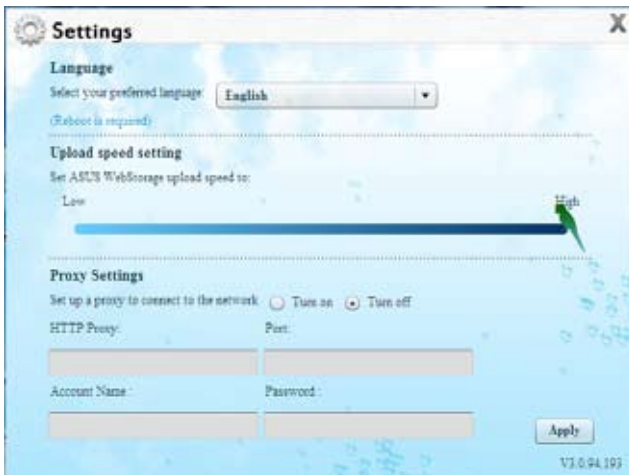 Settings
X
Language
Select your preferred language: English
(Reboot is required)
Upload speed setting
Set ASUS WebStorage upload speed to:
Low High
Proxy Settings
Set up a proxy to connect to the network Turn on Turn off
HTTP Proxy: Port:
Account Name : Password :
Apply
V3.0.94.193